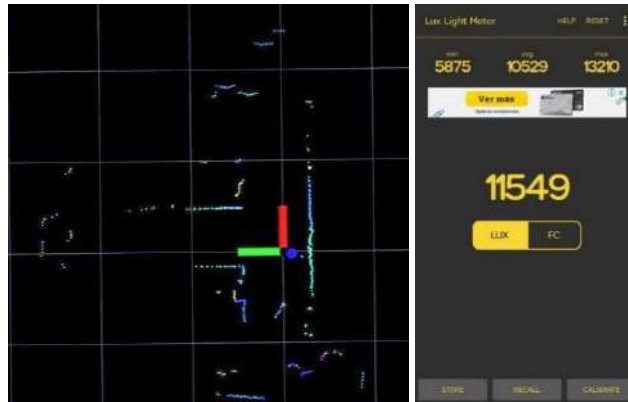 Lux Light Meter HELP RESET
min avg max
5875 10529 13210
Ver más
11549
LUX FC
STORE RECALL CALIBRATE